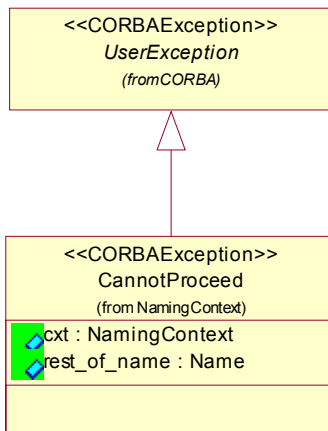 <<CORBAException>>
UserException
(fromCORBA)
<<CORBAException>>
CannotProceed
(from NamingContext)
cxt : NamingContext
rest_of_name : Name